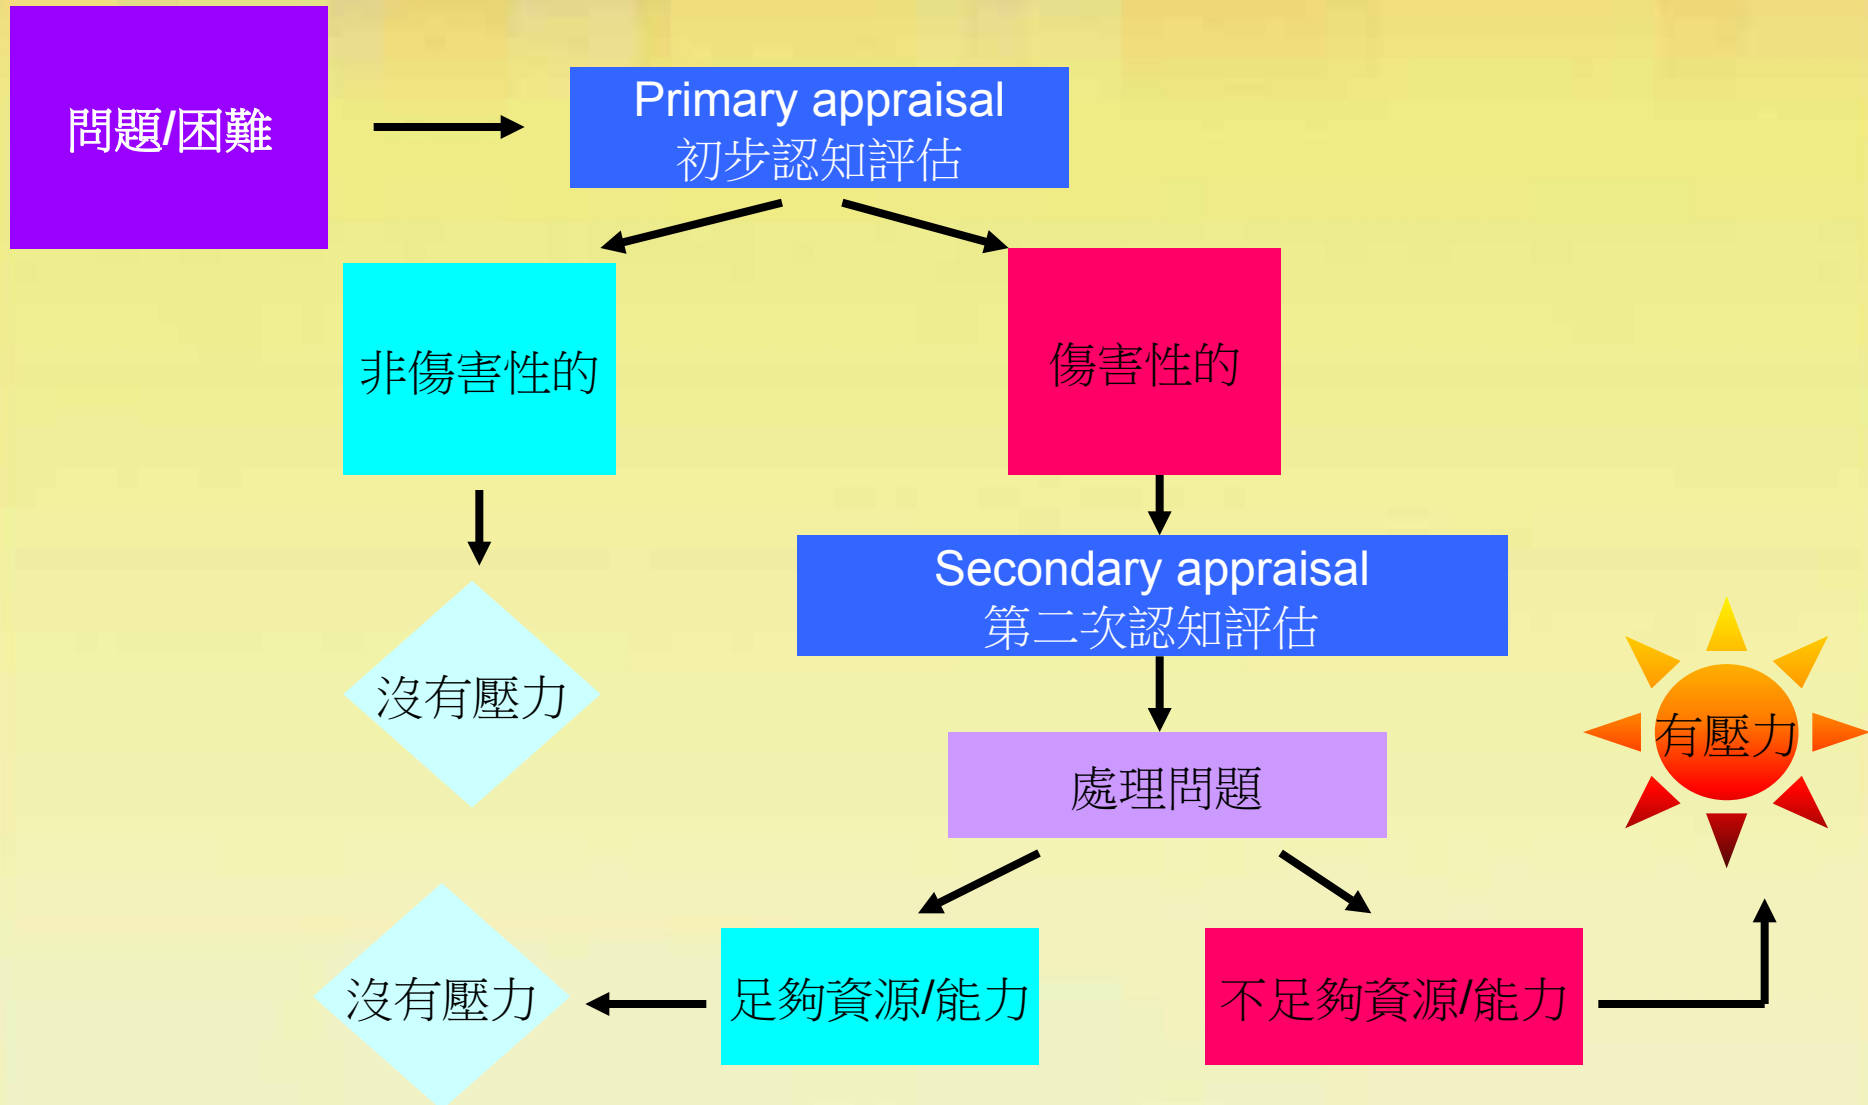 問題/困難
Primary appraisal
初步認知評估
非傷害性的
傷害性的
Secondary appraisal
第二次認知評估
沒有壓力
有壓力
處理問題
沒有壓力
足夠資源/能力
不足夠資源/能力